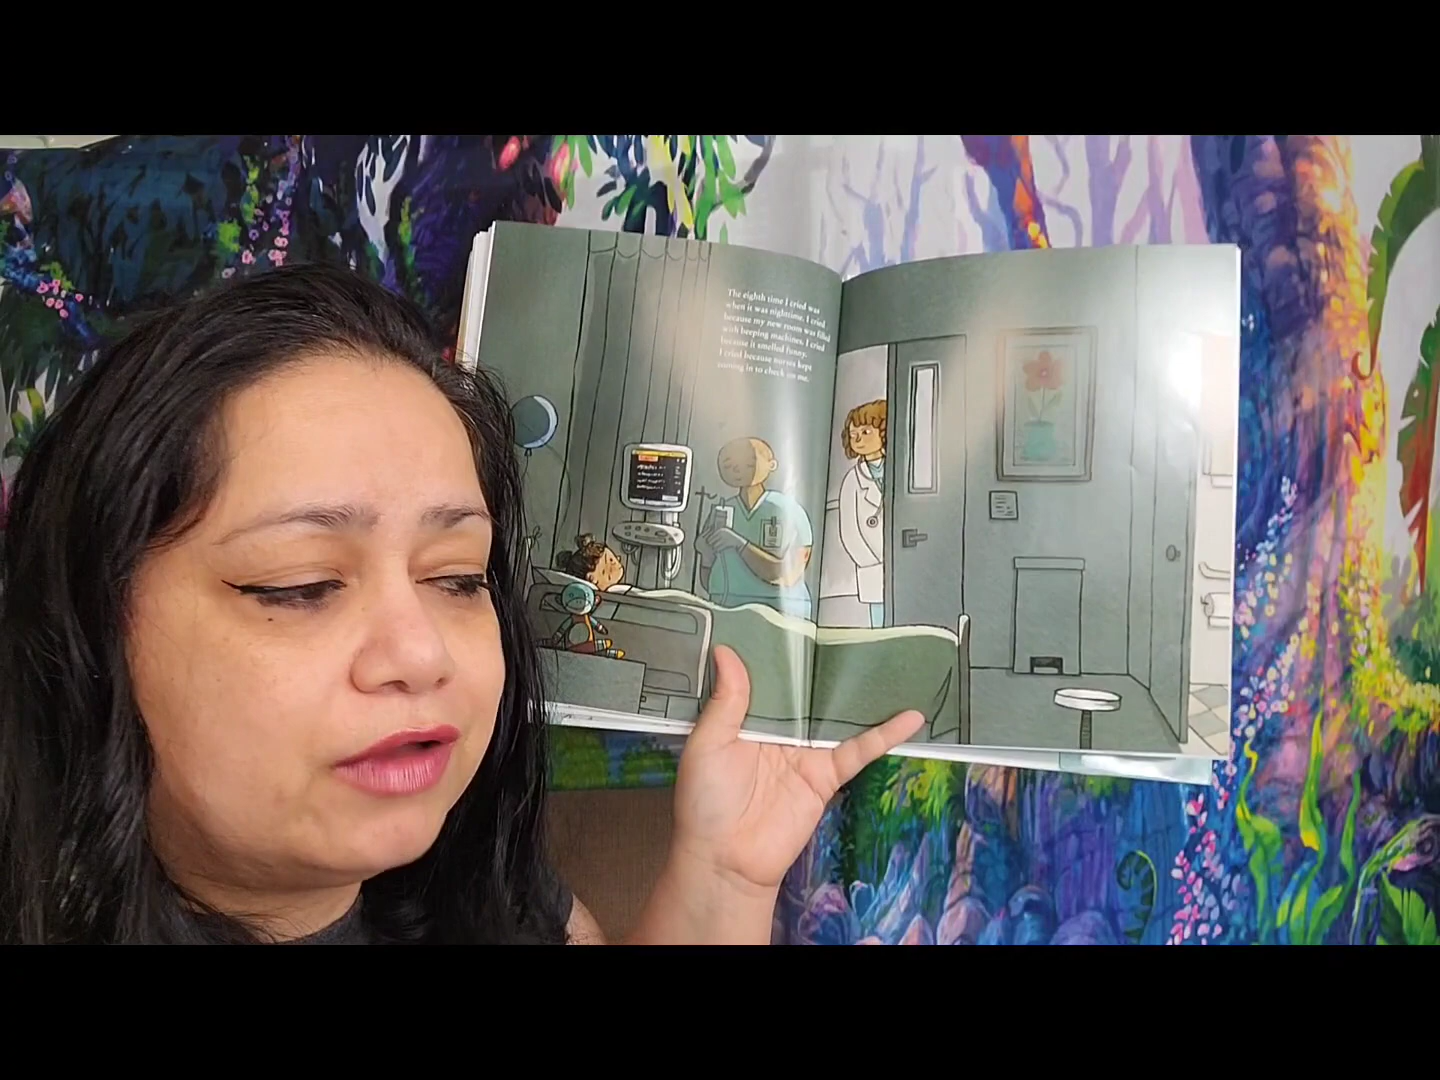 The eighth time I cried was
when it was nighttime. I cried
because my new room was filled
with beeping machines. I cried
because it smelled funny.
I cried because nurses kept
coming in to check on me.